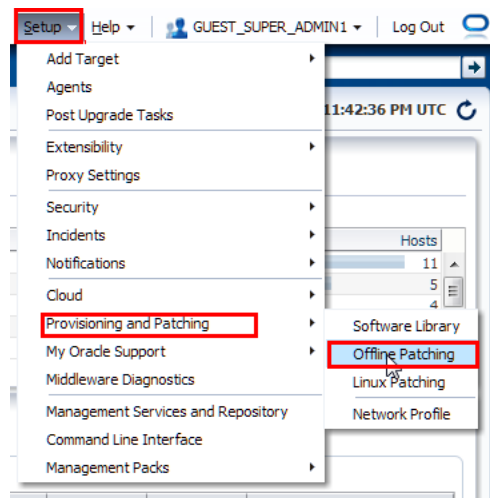 Setup Help GUEST_SUPER_ADMIN1 Log Out
Add Target
Agents
Post Upgrade Tasks
11:42:36 PM UTC
Extensibility
Proxy Settings
Security
Incidents
Notifications
Hosts
11
5
4
Cloud
Provisioning and Patching
My Oracle Support
Middleware Diagnostics
Management Services and Repository
Command Line Interface
Management Packs
Software Library
Offline Patching
Linux Patching
Network Profile